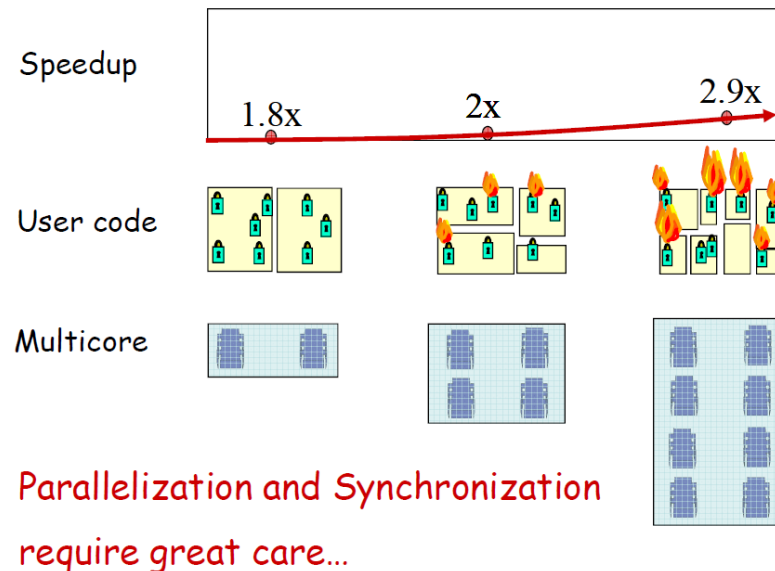 Speedup
1.8x
2x
2.9x
User code
Multicore
Parallelization and Synchronization
require great care…